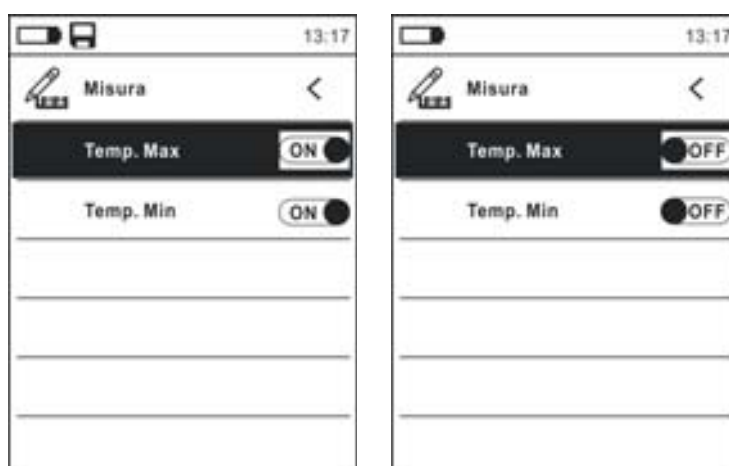 13:17
Misura
Temp. Max ON
Temp. Min ON
13:17
Misura
Temp. Max OFF
Temp. Min OFF